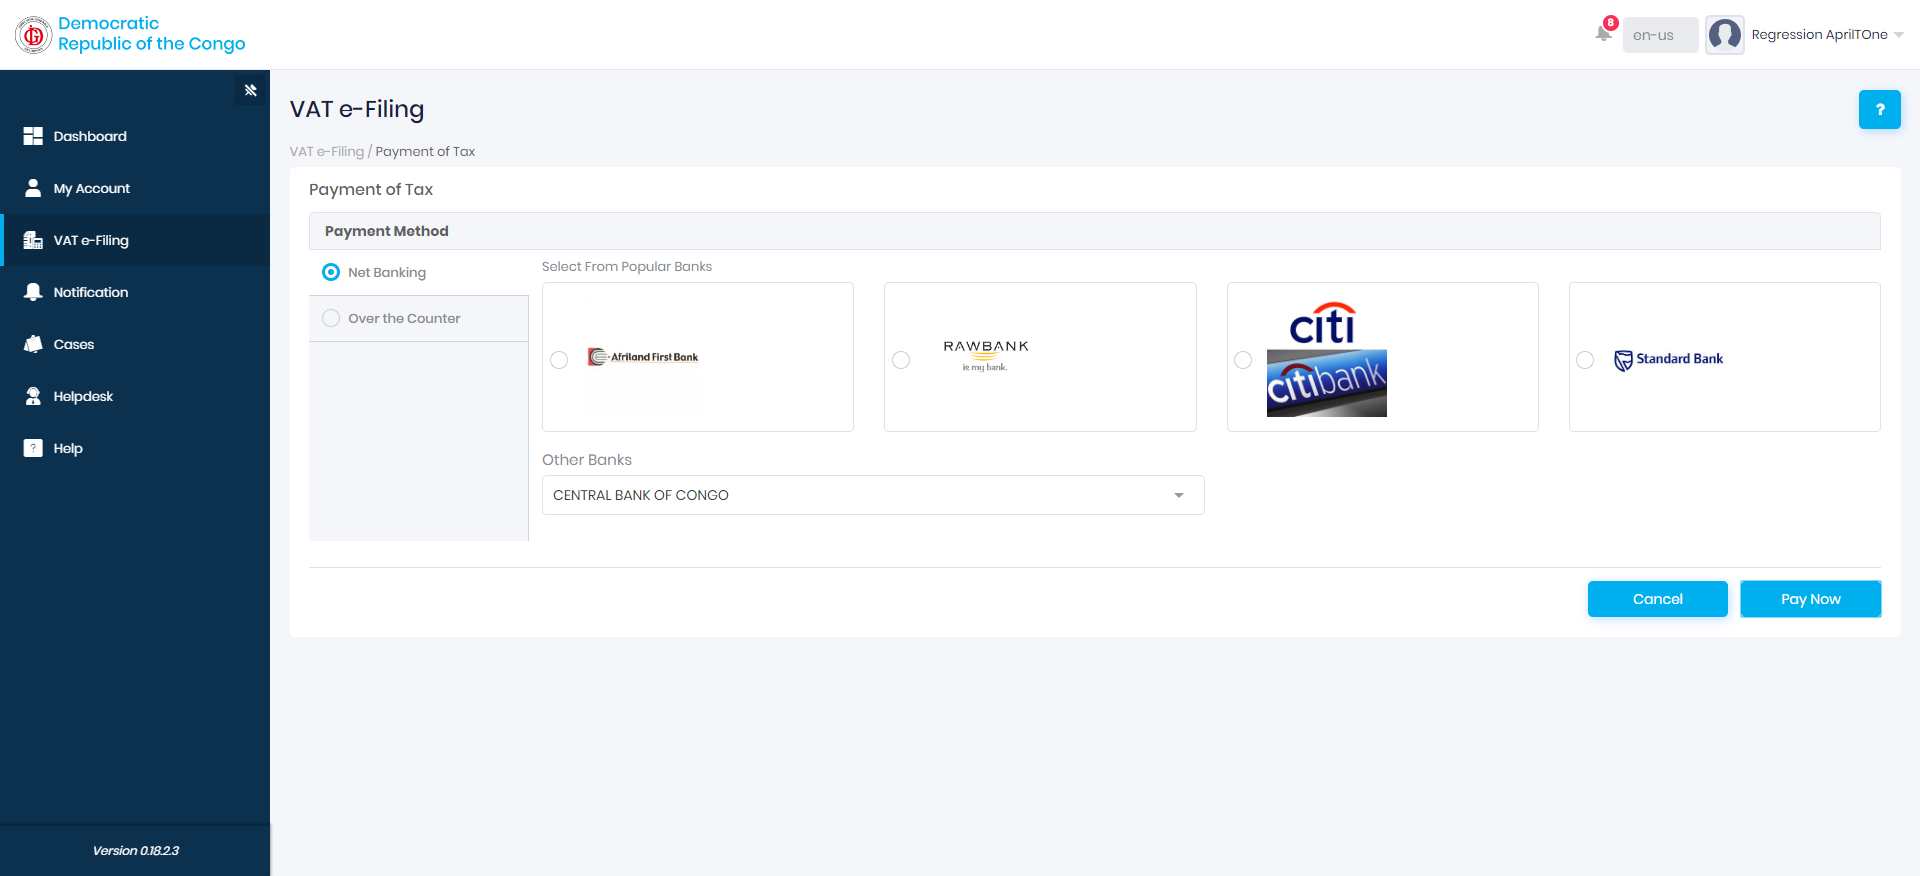 Democratic
Republic of the Congo
8
en-us
Regression AprilTOne
Dashboard
My Account
VAT e-Filing
Notification
Cases
Helpdesk
? Help
Version 0.18.2.3
VAT e-Filing
?
VAT e-Filing / Payment of Tax
Payment of Tax
Payment Method
Net Banking
Over the Counter
Select From Popular Banks
Afriland First Bank
RAWBANK
is my bank.
citi
citibank
Standard Bank
Other Banks
CENTRAL BANK OF CONGO
Cancel
Pay Now